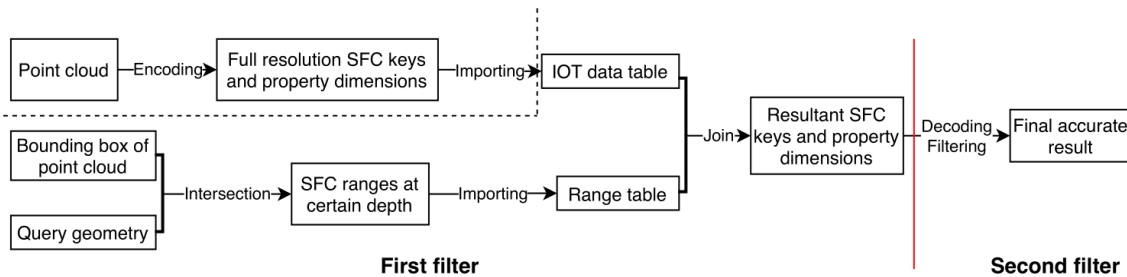 Point cloud
Encoding
Full resolution SFC keys
and property dimensions
Importing
IOT data table
Bounding box of
point cloud
Query geometry
Intersection
SFC ranges at
certain depth
Importing
Range table
Join
Resultant SFC
keys and property
dimensions
Decoding
Filtering
Final accurate
result
First filter
Second filter